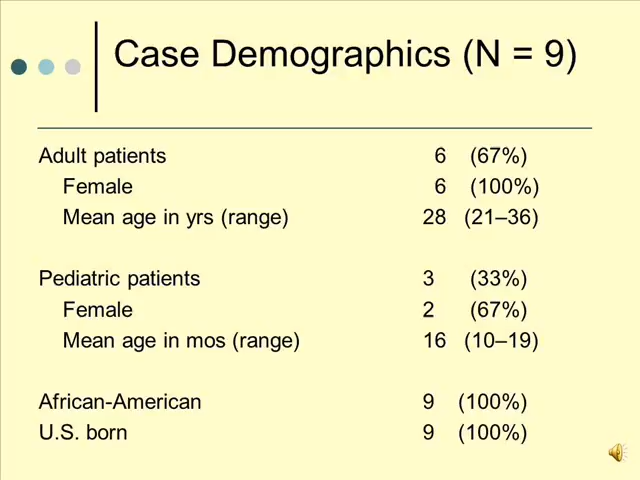 Case Demographics (N = 9)
Adult patients 6 (67%)
Female 6 (100%)
Mean age in yrs (range) 28 (21–36)
Pediatric patients 3 (33%)
Female 2 (67%)
Mean age in mos (range) 16 (10–19)
African-American 9 (100%)
U.S. born 9 (100%)